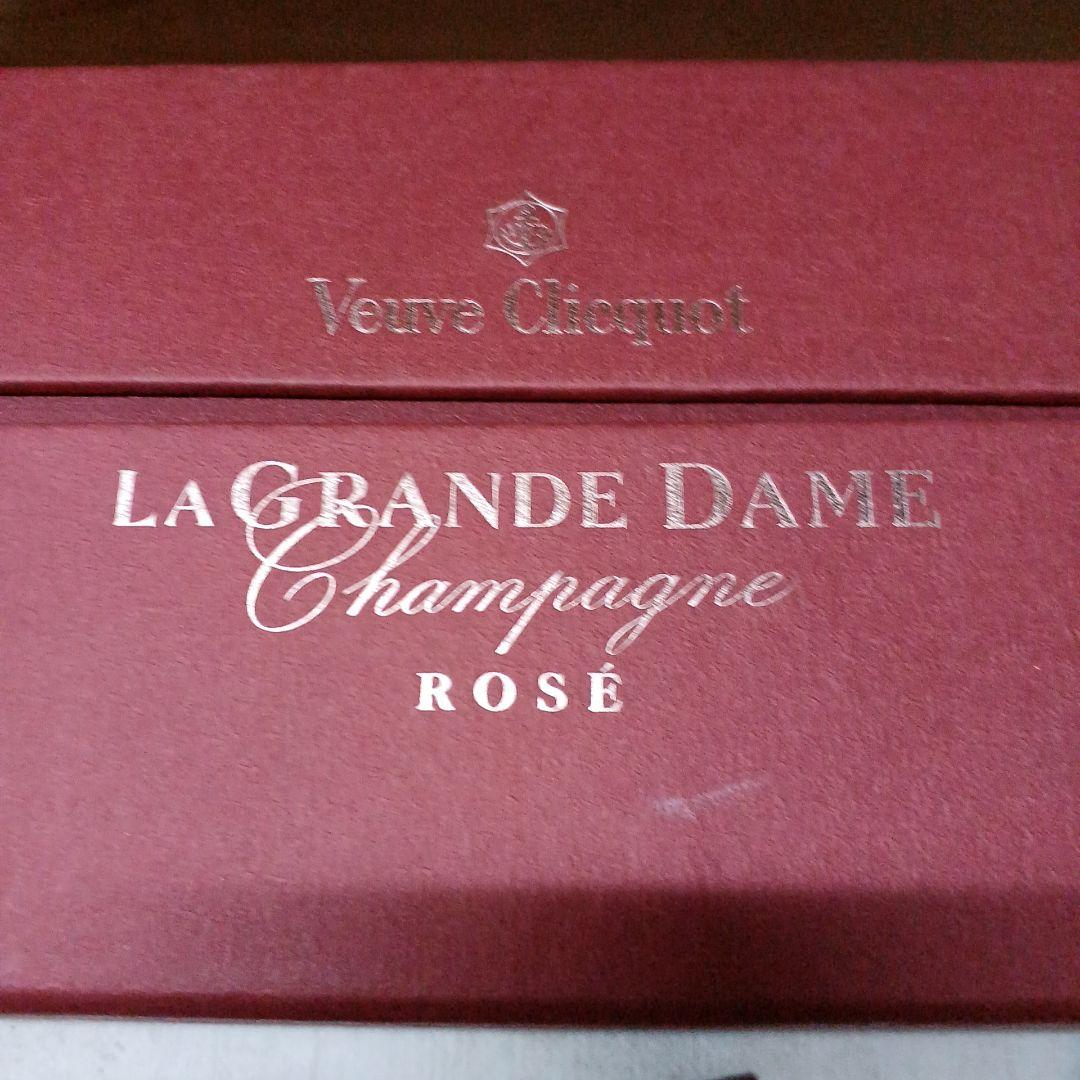 Veuve Clicquot
LA GRANDE DAME
Champagne
ROSÉ